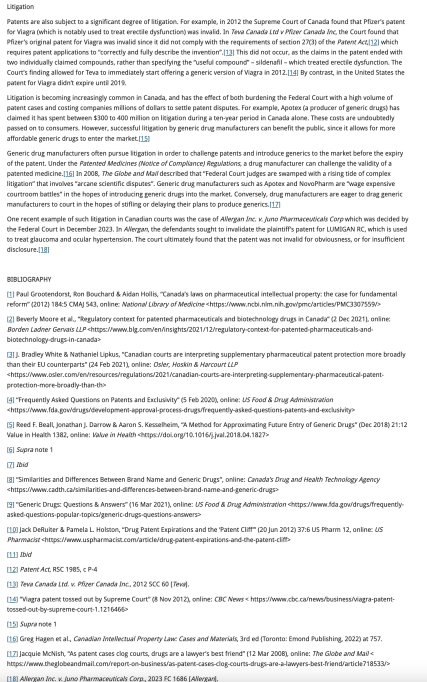 Litigation
Patents are also subject to a significant degree of litigation. For example, in 2012 the Supreme Court of Canada found that Pfizer's patent
for Viagra (which is notably used to treat erectile dysfunction) was invalid. In Teva Canada Ltd v Pfizer Canada Inc, the Court found that
Pfizer's original patent for Viagra was invalid since it did not comply with the requirements of section 27(3) of the Patent Act,[12] which
requires patent applications to "correctly and fully describe the invention".[13] This did not occur, as the claims in the patent ended with
two individually claimed compounds, rather than specifying the "useful compound" – sildenafil – which treated erectile dysfunction. The
Court's finding allowed for Teva to immediately start offering a generic version of Viagra in 2012.[14] By contrast, in the United States the
patent for Viagra didn't expire until 2019.
Litigation is becoming increasingly common in Canada, and has the effect of both burdening the Federal Court with a high volume of
patent cases and costing companies millions of dollars to settle patent disputes. For example, Apotex (a producer of generic drugs) has
claimed it has spent between $300 to 400 million on litigation during a ten-year period in Canada alone. These costs are undoubtedly
passed on to consumers. However, successful litigation by generic drug manufacturers can benefit the public, since it allows for more
affordable generic drugs to enter the market.[15]
Generic drug manufacturers often pursue litigation in order to challenge patents and introduce generics to the market before the expiry
of the patent. Under the Patented Medicines (Notice of Compliance) Regulations, a drug manufacturer can challenge the validity of a
patented medicine.[16] In 2008, The Globe and Mail described that "Federal Court judges are swamped with a rising tide of complex
litigation" that involves "arcane scientific disputes". Generic drug manufacturers such as Apotex and NovoPharm are "wage expensive
courtroom battles" in the hopes of introducing generic drugs into the market. Conversely, drug manufacturers are eager to drag generic
manufacturers to court in the hopes of stifling or delaying their plans to produce generics.[17]
One recent example of such litigation in Canadian courts was the case of Allergan Inc. v. Juno Pharmaceuticals Corp which was decided by
the Federal Court in December 2023. In Allergan, the defendants sought to invalidate the plaintiff's patent for LUMIGAN RC, which is used
to treat glaucoma and ocular hypertension. The court ultimately found that the patent was not invalid for obviousness, or for insufficient
disclosure.[18]
BIBLIOGRAPHY
[1] Paul Grootendorst, Ron Bouchard & Aidan Hollis, "Canada's laws on pharmaceutical intellectual property: the case for fundamental
reform" (2012) 184:5 CMAJ 543, online: National Library of Medicine <https://www.ncbi.nlm.nih.gov/pmc/articles/PMC3307559/>
[2] Beverly Moore et al., "Regulatory context for patented pharmaceuticals and biotechnology drugs in Canada" (2 Dec 2021), online:
Borden Ladner Gervais LLP <https://www.blg.com/en/insights/2021/12/regulatory-context-for-patented-pharmaceuticals-and-
biotechnology-drugs-in-canada>
[3] J. Bradley White & Nathaniel Lipkus, "Canadian courts are interpreting supplementary pharmaceutical patent protection more broadly
than their EU counterparts" (24 Feb 2021), online: Osler, Hoskin & Harcourt LLP
<https://www.osler.com/en/resources/regulations/2021/canadian-courts-are-interpreting-supplementary-pharmaceutical-patent-
protection-more-broadly-than-th>
[4] "Frequently Asked Questions on Patents and Exclusivity" (5 Feb 2020), online: US Food & Drug Administration
<https://www.fda.gov/drugs/development-approval-process-drugs/frequently-asked-questions-patents-and-exclusivity>
[5] Reed F. Beall, Jonathan J. Darrow & Aaron S. Kesselheim, "A Method for Approximating Future Entry of Generic Drugs" (Dec 2018) 21:12
Value in Health 1382, online: Value in Health <https://doi.org/10.1016/j.jval.2018.04.1827>
[6] Supra note 1
[7] Ibid
[8] "Similarities and Differences Between Brand Name and Generic Drugs", online: Canada's Drug and Health Technology Agency
<https://www.cadth.ca/similarities-and-differences-between-brand-name-and-generic-drugs>
[9] "Generic Drugs: Questions & Answers" (16 Mar 2021), online: US Food & Drug Administration <https://www.fda.gov/drugs/frequently-
asked-questions-popular-topics/generic-drugs-questions-answers>
[10] Jack DeRuiter & Pamela L. Holston, "Drug Patent Expirations and the 'Patent Cliff'" (20 Jun 2012) 37:6 US Pharm 12, online: US
Pharmacist <https://www.uspharmacist.com/article/drug-patent-expirations-and-the-patent-cliff>
[11] Ibid
[12] Patent Act, RSC 1985, c P-4
[13] Teva Canada Ltd. v. Pfizer Canada Inc., 2012 SCC 60 [Teva].
[14] "Viagra patent tossed out by Supreme Court" (8 Nov 2012), online: CBC News < https://www.cbc.ca/news/business/viagra-patent-
tossed-out-by-supreme-court-1.1216466>
[15] Supra note 1
[16] Greg Hagen et al., Canadian Intellectual Property Law: Cases and Materials, 3rd ed (Toronto: Emond Publishing, 2022) at 757.
[17] Jacquie McNish, "As patent cases clog courts, drugs are a lawyer's best friend" (12 Mar 2008), online: The Globe and Mail <
https://www.theglobeandmail.com/report-on-business/as-patent-cases-clog-courts-drugs-are-a-lawyers-best-friend/article718533/>
[18] Allergan Inc. v. Juno Pharmaceuticals Corp., 2023 FC 1686 [Allergan].